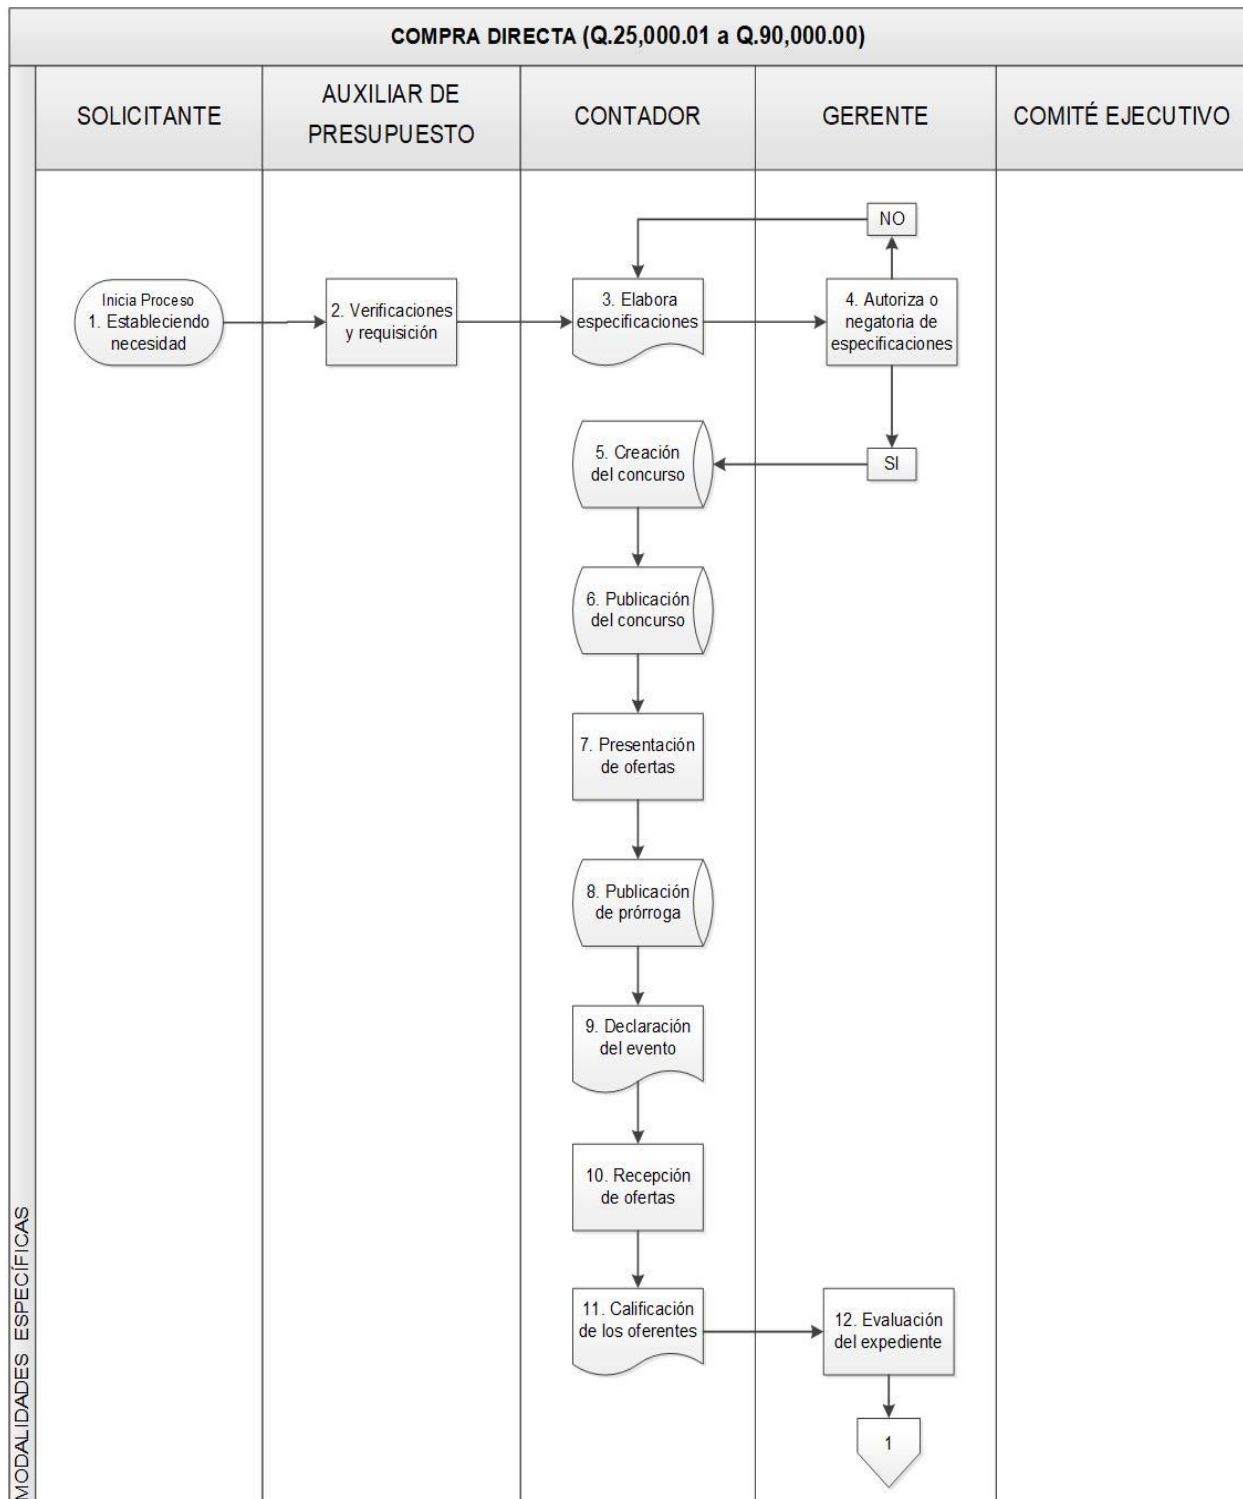 COMPRA DIRECTA (Q.25,000.01 a Q.90,000.00)
SOLICITANTE
AUXILIAR DE
PRESUPUESTO
CONTADOR
GERENTE
COMITÉ EJECUTIVO
NO
Inicia Proceso
1. Estableciendo
necesidad
2. Verificaciones
y requisición
3. Elabora
especificaciones
4. Autoriza o
negatoria de
especificaciones
SI
5. Creación
del concurso
6. Publicación
del concurso
7. Presentación
de ofertas
8. Publicación
de prórroga
9. Declaración
del evento
10. Recepción
de ofertas
11. Calificación
de los oferentes
12. Evaluación
del expediente
1
MODALIDADES ESPECÍFICAS